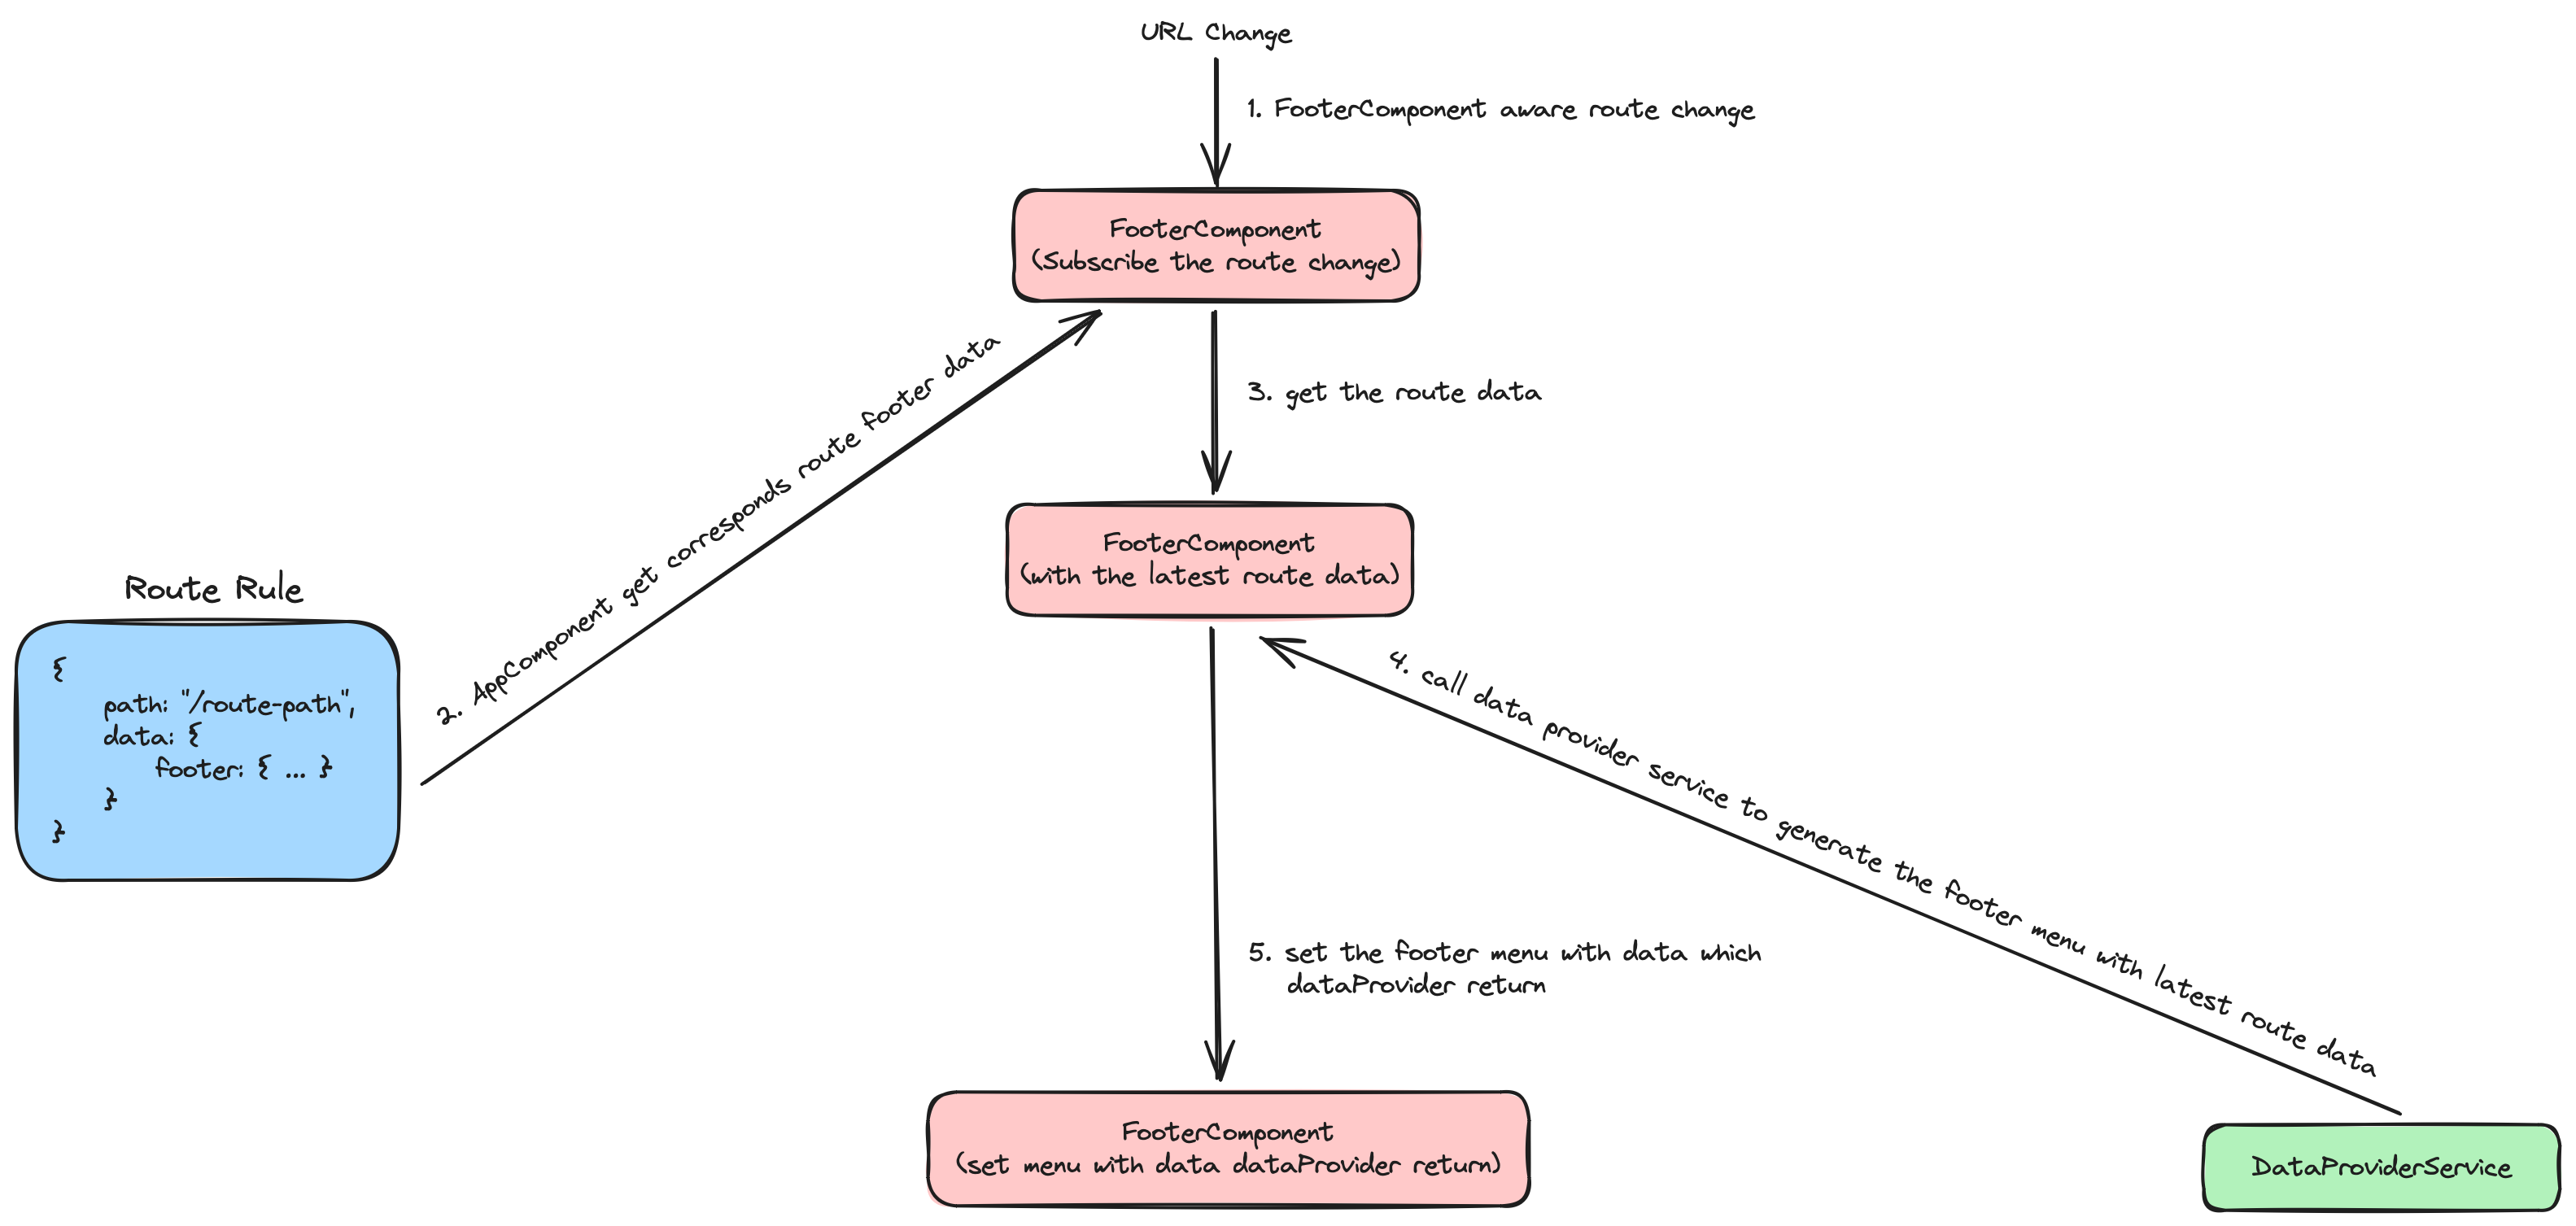 URL Change
1. FooterComponent aware route change
FooterComponent
(Subscribe the route change)
2. AppComponent get corresponds route footer data
3. get the route data
FooterComponent
(with the latest route data)
Route Rule
{
path: "/route-path",
data: {
footer: { ... }
}
}
4. call data provider service to generate the footer menu with latest route data
5. set the footer menu with data which
dataProvider return
FooterComponent
(set menu with data dataProvider return)
DataProviderService